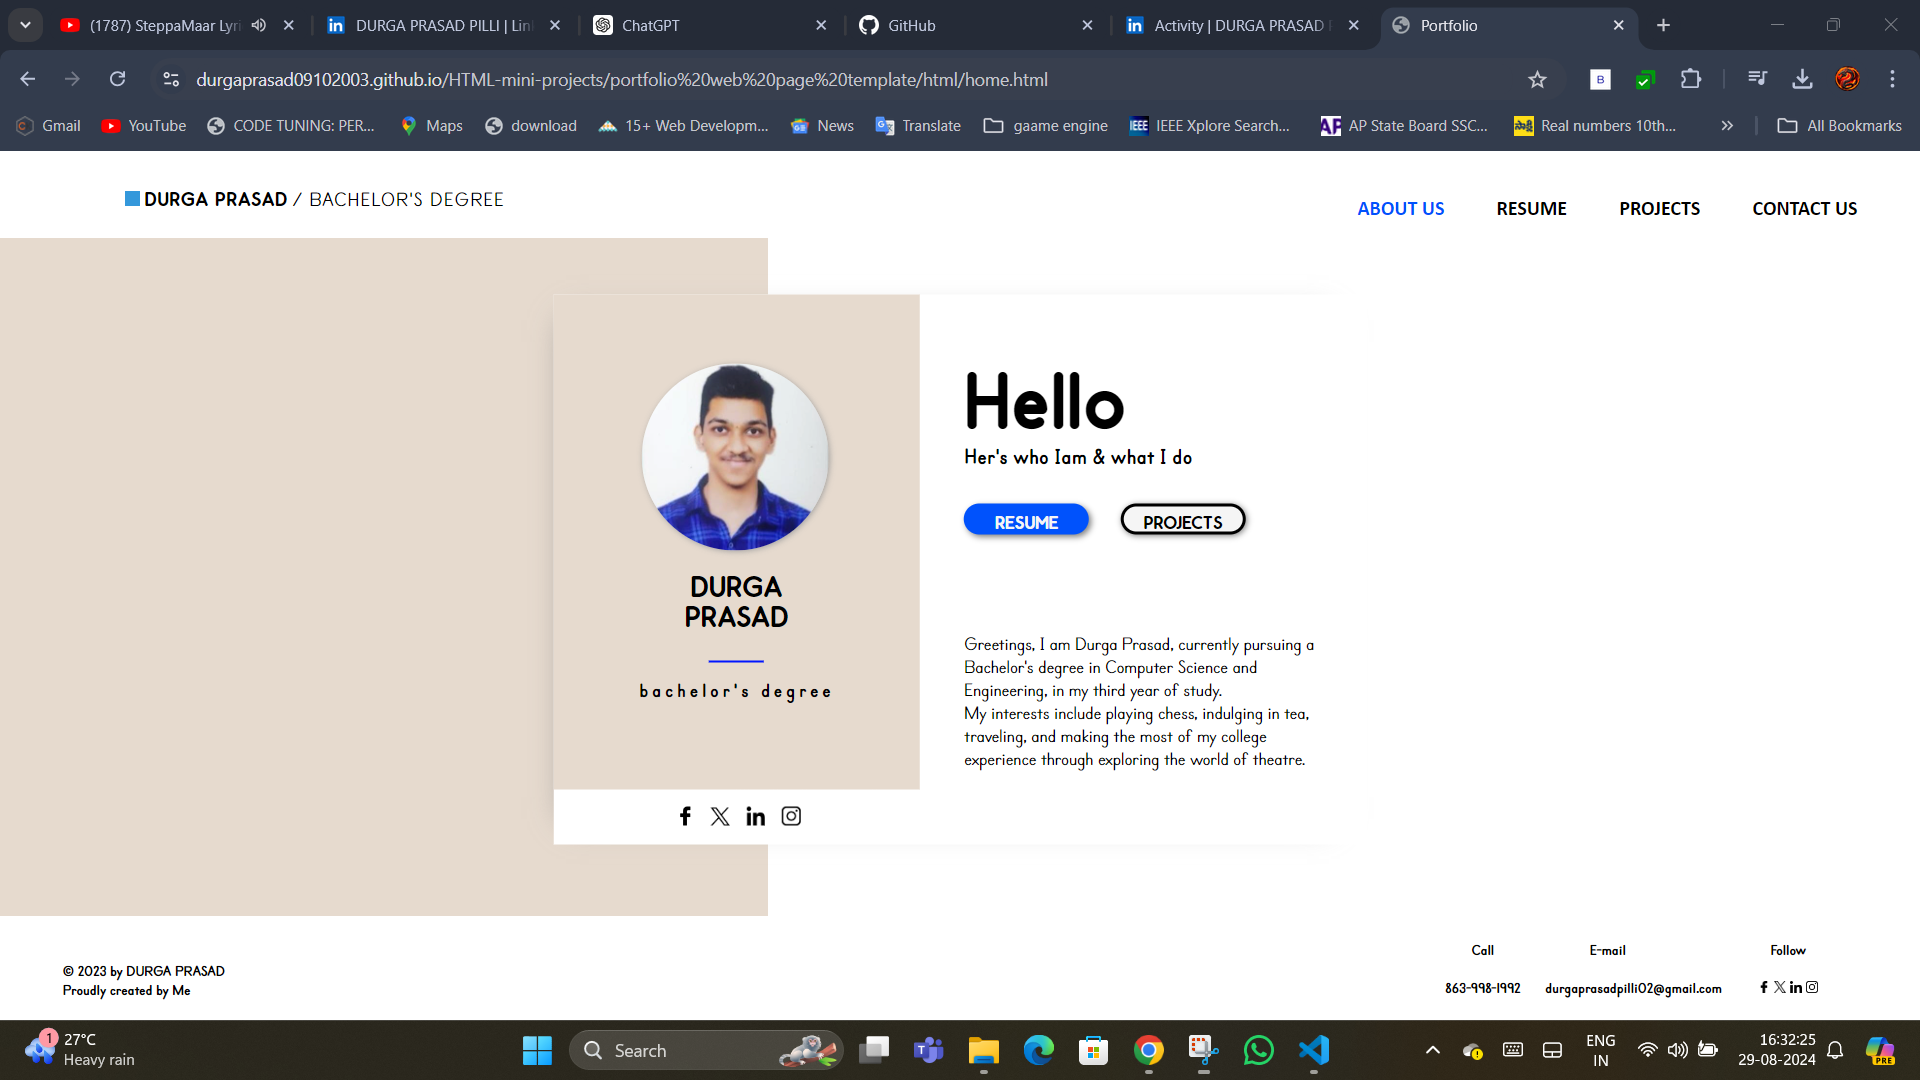 (1787) SteppaMaar Lyri
DURGA PRASAD PILLI | Lin
ChatGPT
GitHub
Activity | DURGA PRASAD
Portfolio
durgaprasad09102003.github.io/HTML-mini-projects/portfolio%20web%20page%20template/html/home.html
B
Gmail
YouTube
CODE TUNING: PER...
Maps
download
15+ Web Developm...
News
Translate
gaame engine
IEEE Xplore Search...
AP State Board SSC...
Real numbers 10th...
All Bookmarks
DURGA PRASAD / BACHELOR'S DEGREE
ABOUT US
RESUME
PROJECTS
CONTACT US
DURGA
PRASAD
bachelor's degree
Hello
Her's who Iam & what I do
RESUME
PROJECTS
Greetings, I am Durga Prasad, currently pursuing a
Bachelor's degree in Computer Science and
Engineering, in my third year of study.
My interests include playing chess, indulging in tea,
traveling, and making the most of my college
experience through exploring the world of theatre.
© 2023 by DURGA PRASAD
Proudly created by Me
Call
E-mail
Follow
863-998-1992
durgaprasadpilli02@gmail.com
1
27°C
Heavy rain
Search
ENG
IN
16:32:25
29-08-2024
PRE